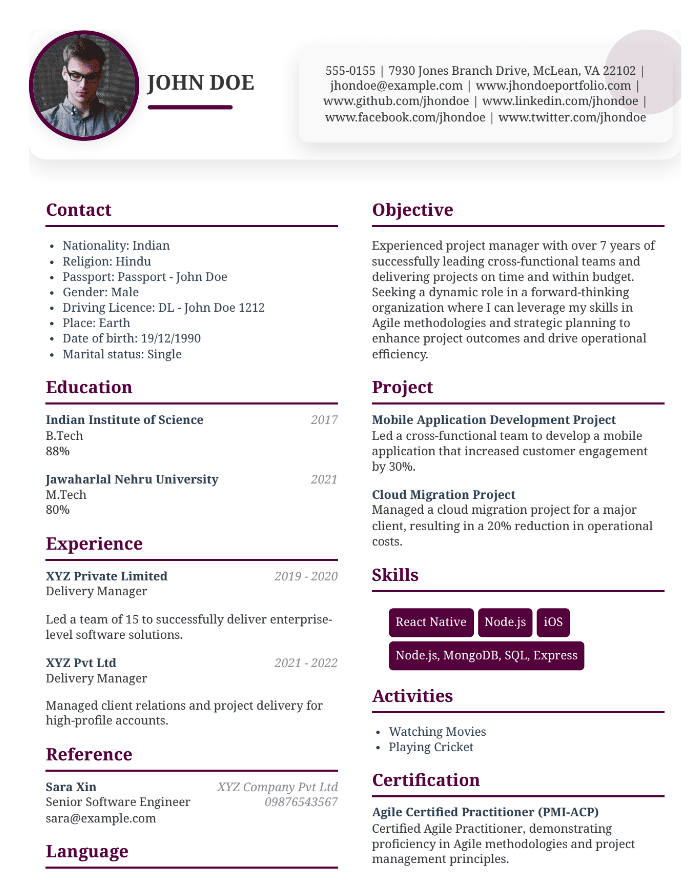 JOHN DOE
555-0155 | 7930 Jones Branch Drive, McLean, VA 22102 |
jhondoe@example.com | www.jhondoeportfolio.com |
www.github.com/jhondoe | www.linkedin.com/jhondoe |
www.facebook.com/jhondoe | www.twitter.com/jhondoe
Contact
• Nationality: Indian
• Religion: Hindu
• Passport: Passport - John Doe
• Gender: Male
• Driving Licence: DL - John Doe 1212
• Place: Earth
• Date of birth: 19/12/1990
• Marital status: Single
Education
Indian Institute of Science 2017
B.Tech
88%
Jawaharlal Nehru University 2021
M.Tech
80%
Experience
XYZ Private Limited 2019 - 2020
Delivery Manager
Led a team of 15 to successfully deliver enterprise-
level software solutions.
XYZ Pvt Ltd 2021 - 2022
Delivery Manager
Managed client relations and project delivery for
high-profile accounts.
Reference
Sara Xin XYZ Company Pvt Ltd
Senior Software Engineer 09876543567
sara@example.com
Language
Objective
Experienced project manager with over 7 years of
successfully leading cross-functional teams and
delivering projects on time and within budget.
Seeking a dynamic role in a forward-thinking
organization where I can leverage my skills in
Agile methodologies and strategic planning to
enhance project outcomes and drive operational
efficiency.
Project
Mobile Application Development Project
Led a cross-functional team to develop a mobile
application that increased customer engagement
by 30%.
Cloud Migration Project
Managed a cloud migration project for a major
client, resulting in a 20% reduction in operational
costs.
Skills
React Native Node.js iOS
Node.js, MongoDB, SQL, Express
Activities
• Watching Movies
• Playing Cricket
Certification
Agile Certified Practitioner (PMI-ACP)
Certified Agile Practitioner, demonstrating
proficiency in Agile methodologies and project
management principles.